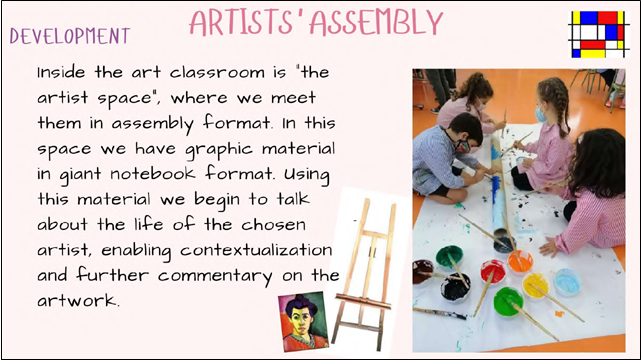 ARTISTS' ASSEMBLY
DEVELOPMENT
Inside the art classroom is "the
artist space", where we meet
them in assembly format. In this
space we have graphic material
in giant notebook format. Using
this material we begin to talk
about the life of the chosen
artist, enabling contextualization
and further commentary on the
artwork.